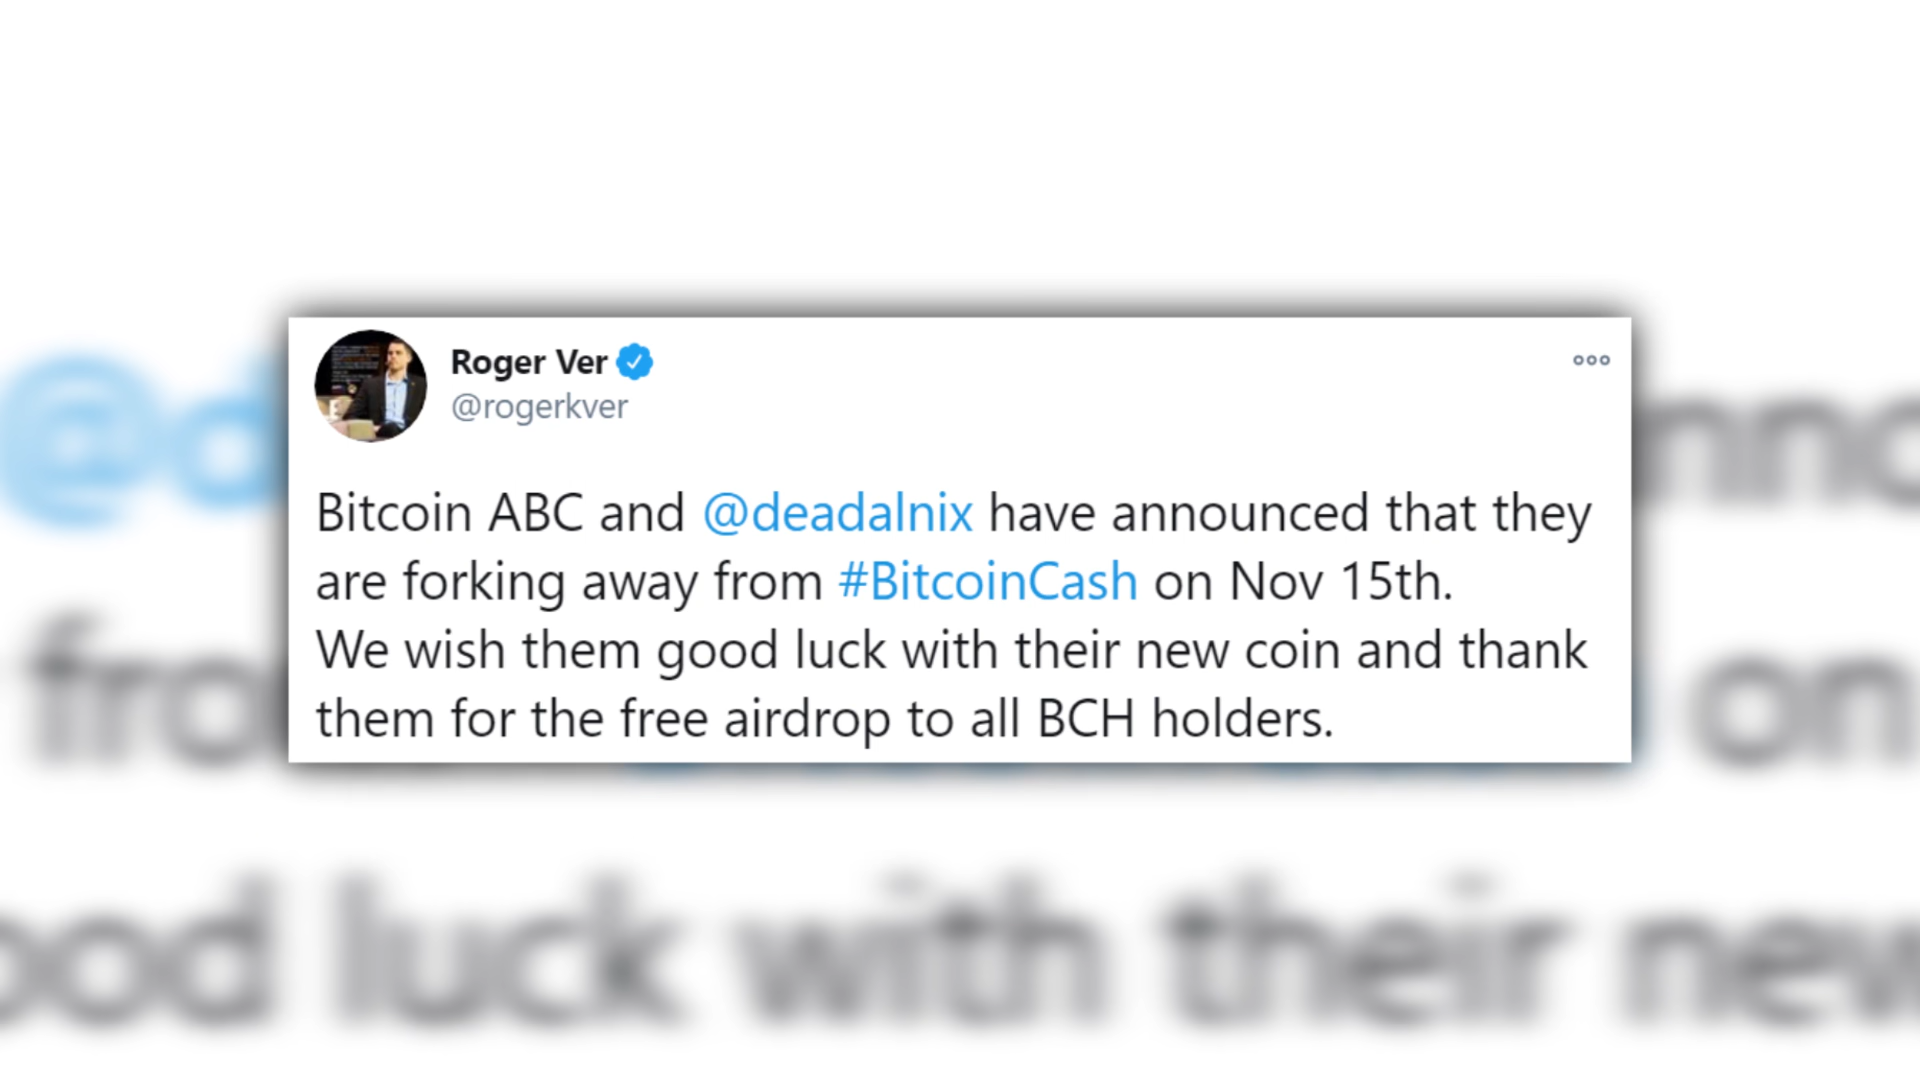 Roger Ver
@rogerkver
Bitcoin ABC and @deadalnix have announced that they
are forking away from #BitcoinCash on Nov 15th.
We wish them good luck with their new coin and thank
them for the free airdrop to all BCH holders.